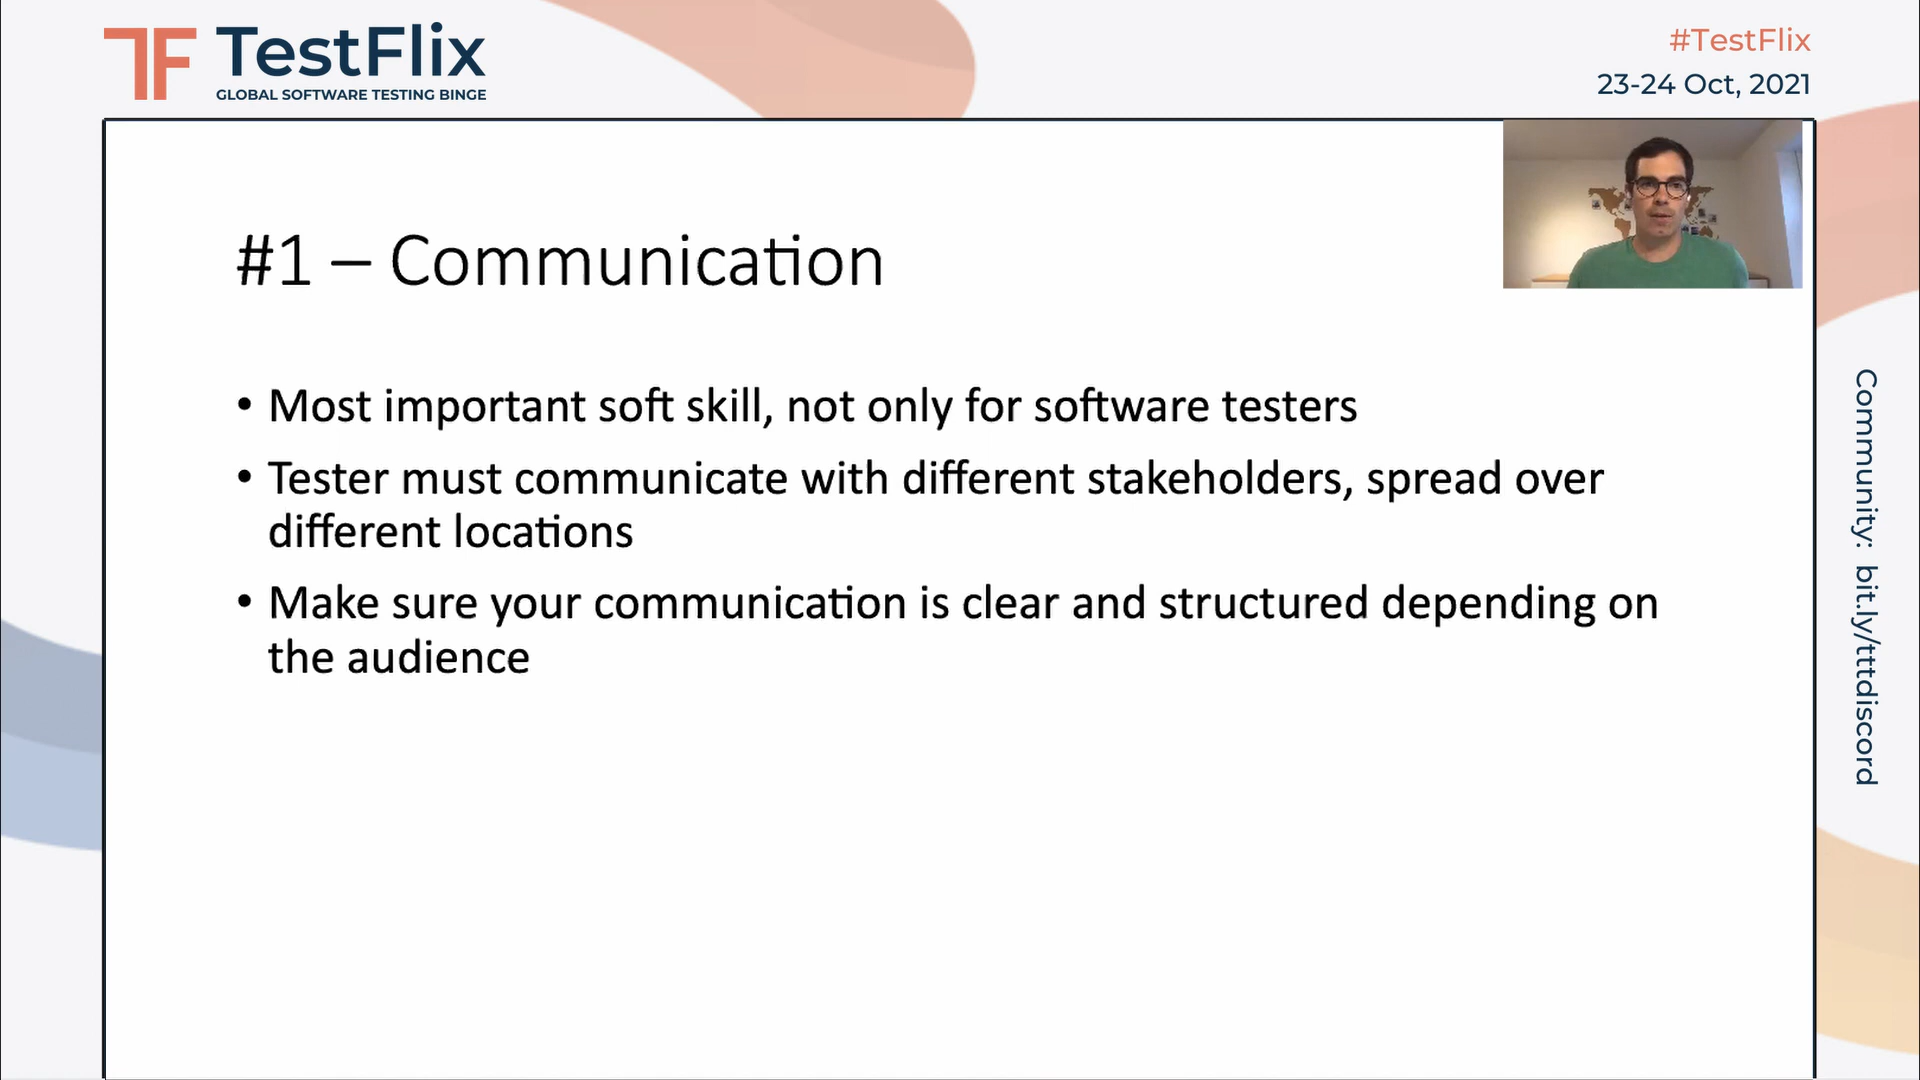 TF TestFlix
GLOBAL SOFTWARE TESTING BINGE
#TestFlix
23-24 Oct, 2021
#1 – Communication
• Most important soft skill, not only for software testers
• Tester must communicate with different stakeholders, spread over
different locations
• Make sure your communication is clear and structured depending on
the audience
Community: bit.ly/tttdiscord